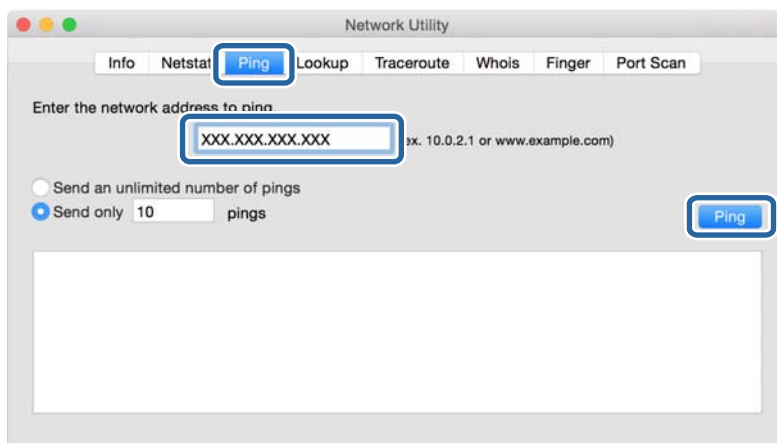 Network Utility
Info Netstat Ping Lookup Traceroute Whois Finger Port Scan
Enter the network address to ping.
XXX.XXX.XXX.XXX ex. 10.0.2.1 or www.example.com)
Send an unlimited number of pings
Send only 10 pings
Ping